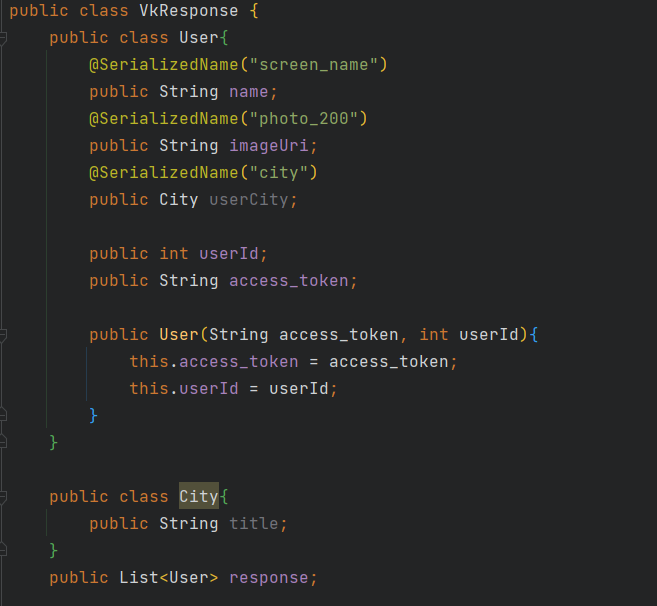 public class VkResponse {
public class User{
@SerializedName("screen_name")
public String name;
@SerializedName("photo_200")
public String imageUri;
@SerializedName("city")
public City userCity;
public int userId;
public String access_token;
public User(String access_token, int userId){
this.access_token = access_token;
this.userId = userId;
}
}
public class City{
public String title;
}
public List<User> response;